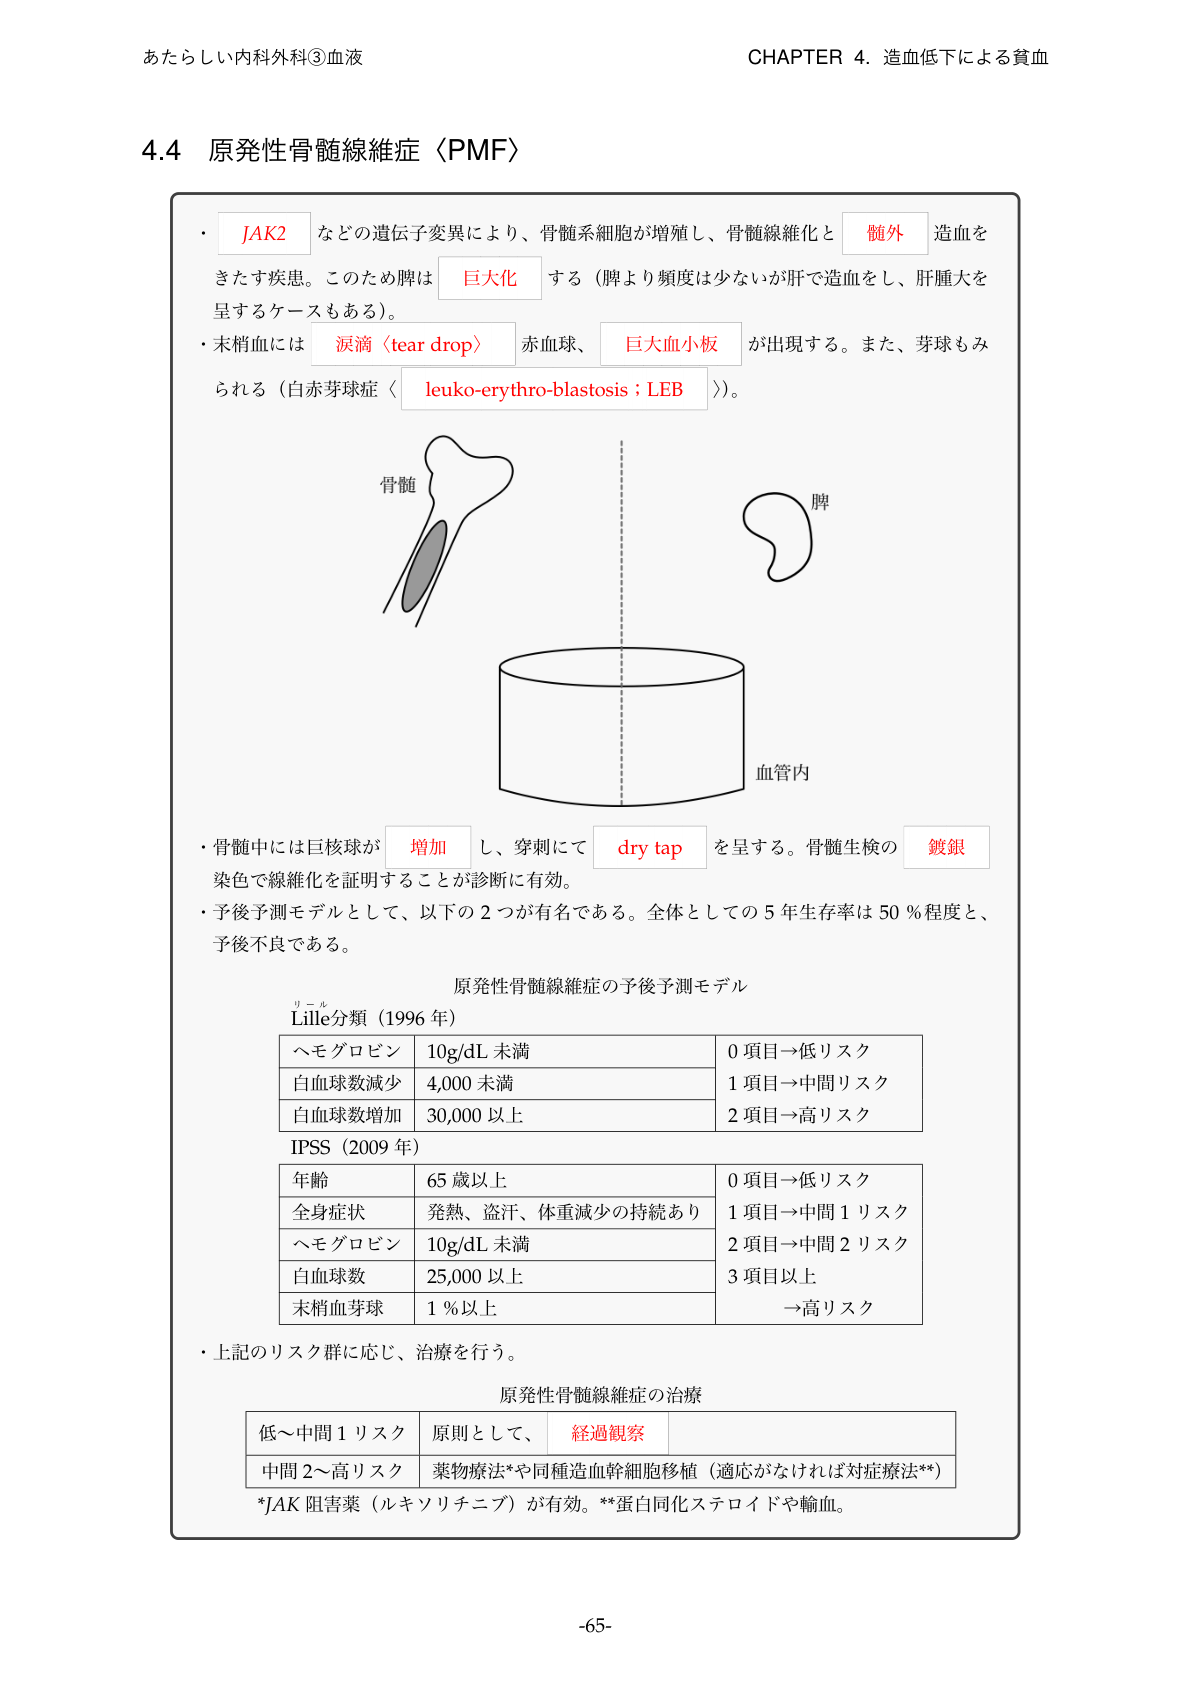 あたらしい内科外科③血液
CHAPTER 4. 造血低下による貧血
4.4 原発性骨髄線維症〈PMF〉
・ JAK2 などの遺伝子変異により、骨髄系細胞が増殖し、骨髄線維化と 髄外 造血を
きたす疾患。このため脾は 巨大化 する（脾より頻度は少ないが肝で造血をし、肝腫大を
呈するケースもある）。
・末梢血には 涙滴〈tear drop〉 赤血球、 巨大血小板 が出現する。また、芽球もみ
られる（白赤芽球症〈 leuko-erythro-blastosis；LEB 〉）。
骨髄
脾
血管内
・骨髄中には巨核球が 増加 し、穿刺にて dry tap を呈する。骨髄生検の 鍍銀
染色で線維化を証明することが診断に有効。
・予後予測モデルとして、以下の 2 つが有名である。全体としての 5 年生存率は 50 %程度と、
予後不良である。
原発性骨髄線維症の予後予測モデル
リール
Lille分類（1996 年）
ヘモグロビン 10g/dL 未満 0 項目→低リスク
白血球数減少 4,000 未満 1 項目→中間リスク
白血球数増加 30,000 以上 2 項目→高リスク
IPSS（2009 年）
年齢 65 歳以上 0 項目→低リスク
全身症状 発熱、盗汗、体重減少の持続あり 1 項目→中間 1 リスク
ヘモグロビン 10g/dL 未満 2 項目→中間 2 リスク
白血球数 25,000 以上 3 項目以上
末梢血芽球 1 %以上 →高リスク
・上記のリスク群に応じ、治療を行う。
原発性骨髄線維症の治療
低〜中間 1 リスク 原則として、 経過観察
中間 2〜高リスク 薬物療法*や同種造血幹細胞移植（適応がなければ対症療法**）
*JAK 阻害薬（ルキソリチニブ）が有効。**蛋白同化ステロイドや輸血。
-65-